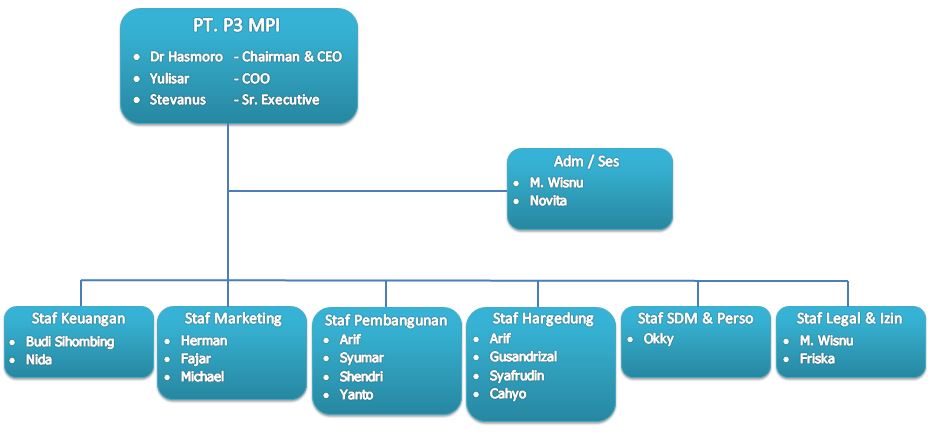 PT. P3 MPI
• Dr Hasmoro - Chairman & CEO
• Yulisar - COO
• Stevanus - Sr. Executive
Adm / Ses
• M. Wisnu
• Novita
Staf Keuangan
• Budi Sihombing
• Nida
Staf Marketing
• Herman
• Fajar
• Michael
Staf Pembangunan
• Arif
• Syumar
• Shendri
• Yanto
Staf Hargedung
• Arif
• Gusandrizal
• Syafrudin
• Cahyo
Staf SDM & Perso
• Okky
Staf Legal & Izin
• M. Wisnu
• Friska